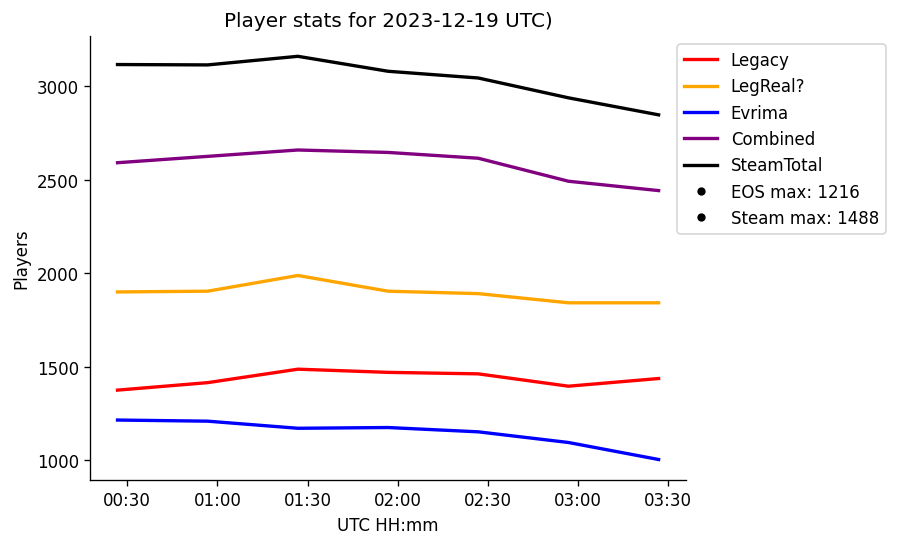 Player stats for 2023-12-19 UTC)
Legacy
LegReal?
Evrima
Combined
SteamTotal
EOS max: 1216
Steam max: 1488
Players
3000
2500
2000
1500
1000
00:30 01:00 01:30 02:00 02:30 03:00 03:30
UTC HH:mm